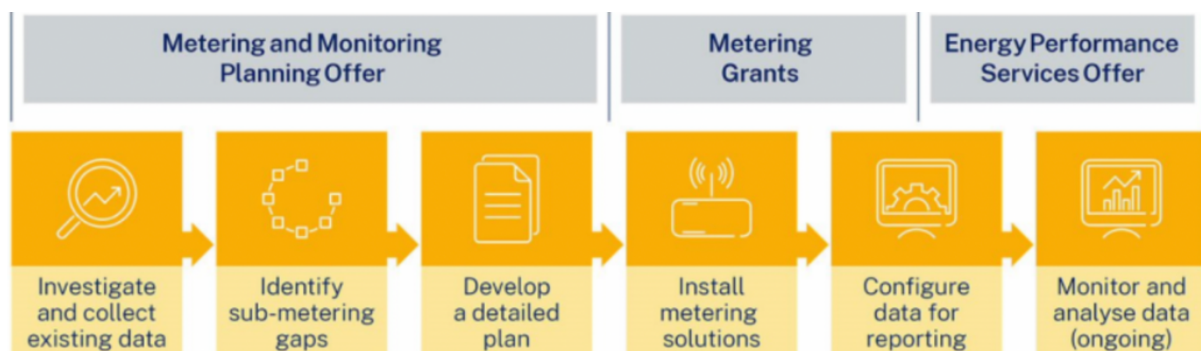 Metering and Monitoring
Planning Offer
Metering
Grants
Energy Performance
Services Offer
Investigate
and collect
existing data
Identify
sub-metering
gaps
Develop
a detailed
plan
Install
metering
solutions
Configure
data for
reporting
Monitor and
analyse data
(ongoing)